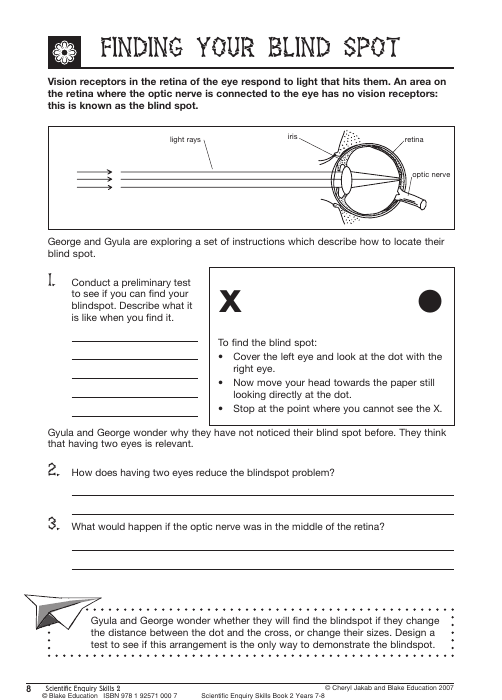 FINDING YOUR BLIND SPOT
Vision receptors in the retina of the eye respond to light that hits them. An area on
the retina where the optic nerve is connected to the eye has no vision receptors:
this is known as the blind spot.
light rays
iris
retina
optic nerve
George and Gyula are exploring a set of instructions which describe how to locate their
blind spot.
1. Conduct a preliminary test
to see if you can find your
blindspot. Describe what it
is like when you find it.
X
To find the blind spot:
• Cover the left eye and look at the dot with the
right eye.
• Now move your head towards the paper still
looking directly at the dot.
• Stop at the point where you cannot see the X.
Gyula and George wonder why they have not noticed their blind spot before. They think
that having two eyes is relevant.
2. How does having two eyes reduce the blindspot problem?
3. What would happen if the optic nerve was in the middle of the retina?
Gyula and George wonder whether they will find the blindspot if they change
the distance between the dot and the cross, or change their sizes. Design a
test to see if this arrangement is the only way to demonstrate the blindspot.
8 Scientific Enquiry Skills 2 © Cheryl Jakab and Blake Education 2007
© Blake Education ISBN 978 1 92571 000 7 Scientific Enquiry Skills Book 2 Years 7-8